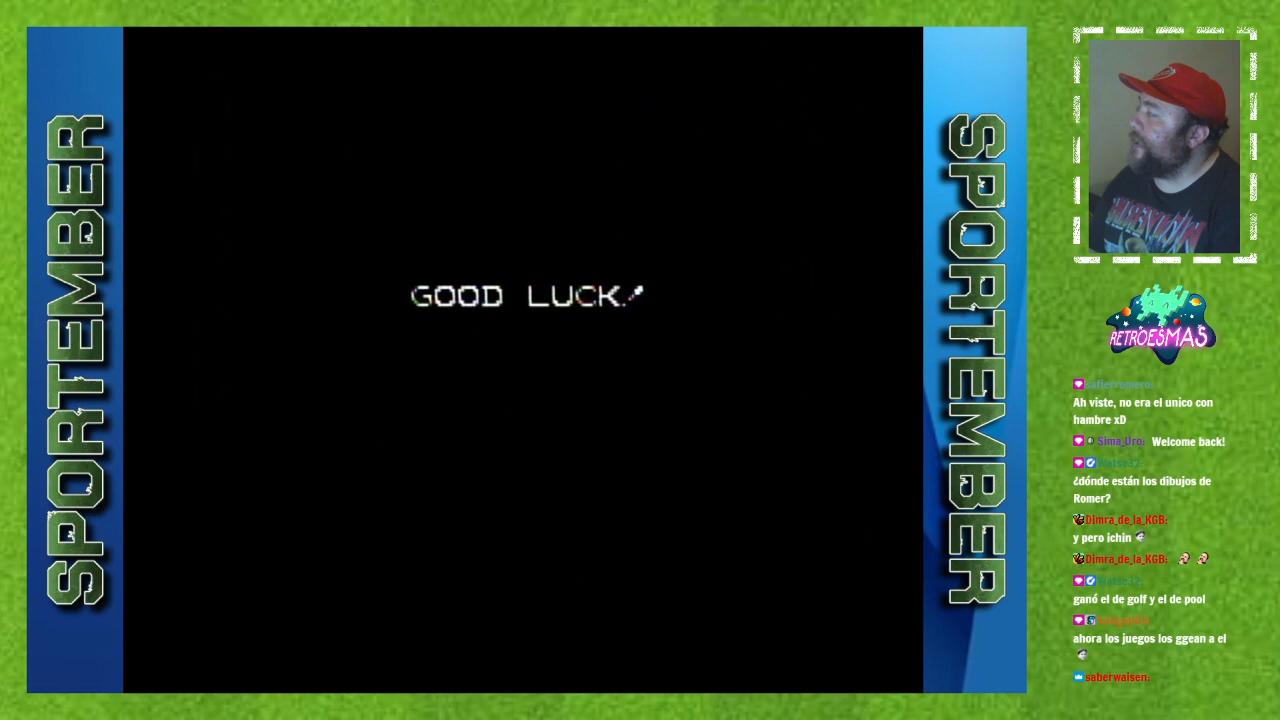 SPORTEMBER
GOOD LUCK!
SPORTEMBER
RETROESMAS
Ah viste, no era el unico con
hambre xD
Sima_Uro: Welcome back!
¿dónde están los dibujos de
Romer?
Dimra_de_la_KGB:
y pero ichin
Dimra_de_la_KGB:
ganó el de golf y el de pool
ahora los juegos los ggean a el
saberwaisen: